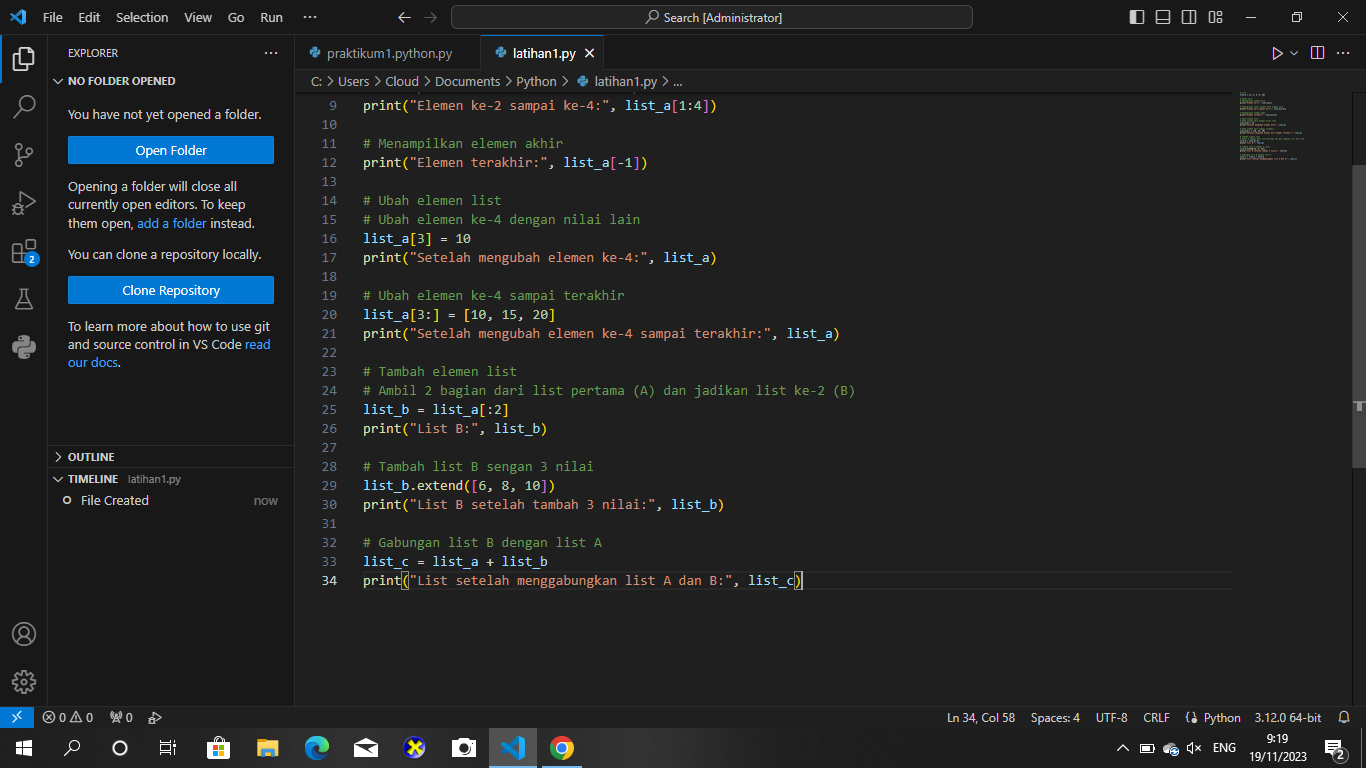 File Edit Selection View Go Run ···
Search [Administrator]
EXPLORER
NO FOLDER OPENED
You have not yet opened a folder.
Open Folder
Opening a folder will close all
currently open editors. To keep
them open, add a folder instead.
You can clone a repository locally.
Clone Repository
To learn more about how to use git
and source control in VS Code read
our docs.
OUTLINE
TIMELINE latihan1.py
File Created now
2
praktikum1.python.py
latihan1.py
C: > Users > Cloud > Documents > Python > latihan1.py > ...
9 print("Elemen ke-2 sampai ke-4:", list_a[1:4])
10
11 # Menampilkan elemen akhir
12 print("Elemen terakhir:", list_a[-1])
13
14 # Ubah elemen list
15 # Ubah elemen ke-4 dengan nilai lain
16 list_a[3] = 10
17 print("Setelah mengubah elemen ke-4:", list_a)
18
19 # Ubah elemen ke-4 sampai terakhir
20 list_a[3:] = [10, 15, 20]
21 print("Setelah mengubah elemen ke-4 sampai terakhir:", list_a)
22
23 # Tambah elemen list
24 # Ambil 2 bagian dari list pertama (A) dan jadikan list ke-2 (B)
25 list_b = list_a[:2]
26 print("List B:", list_b)
27
28 # Tambah list B sengan 3 nilai
29 list_b.extend([6, 8, 10])
30 print("List B setelah tambah 3 nilai:", list_b)
31
32 # Gabungan list B dengan list A
33 list_c = list_a + list_b
34 print("List setelah menggabungkan list A dan B:", list_c)
0 0 0
Ln 34, Col 58 Spaces: 4 UTF-8 CRLF Python 3.12.0 64-bit
ENG
9:19
19/11/2023
2